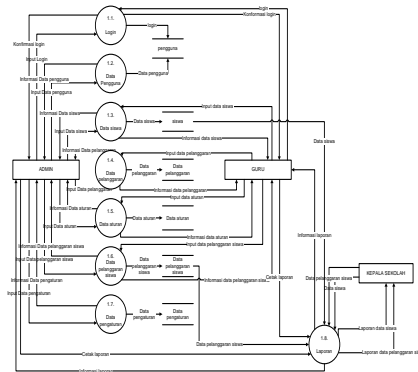 login
Konfirmasi login
1.1.
Login
login
Konfirmasi login
pengguna
Input Login
1.2.
Data
Pengguna
Data pengguna
Informasi Data pengguna
Input Data pengguna
1.3.
Data siswa
Data siswa
siswa
Input data siswa
Informasi Data siswa
Input Data siswa
Informasi data siswa
Data siswa
Informasi Data pelanggaran
Input data pelanggaran
ADMIN
1.4.
Data
pelanggaran
Data
pelanggaran
Data
pelanggaran
GURU
Input Data pelanggaran
Informasi data pelanggaran
Input data aturan
Informasi Data aturan
1.5.
Data aturan
Data aturan
Data aturan
Input Data aturan
Informasi data aturan
Informasi laporan
Informasi Data pelanggaran siswa
Input data pelanggaran siswa
Input Data pelanggaran siswa
1.6.
Data
pelanggaran
siswa
Data
pelanggaran
siswa
Data
pelanggaran
siswa
KEPALA SEKOLAH
Informasi Data pengaturan
Informasi data pelanggaran siswa
Cetak laporan
Data pelanggaran siswa
Data siswa
Input Data pengaturan
1.7.
Data
pengaturan
Data
pengaturan
Data
pengaturan
Laporan data siswa
1.8.
Laporan
Data pelanggaran siswa
Cetak laporan
Laporan data pelanggaran
Informasi laporan